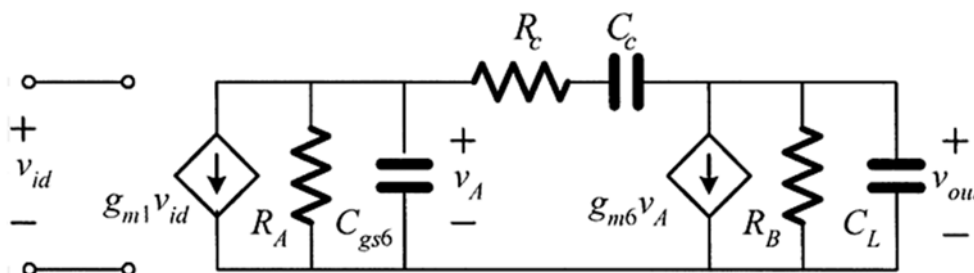 R_c C_c
+ + +
v_id g_m1 v_id R_A C_gs6 v_A g_m6 v_A R_B C_L v_out
− − −